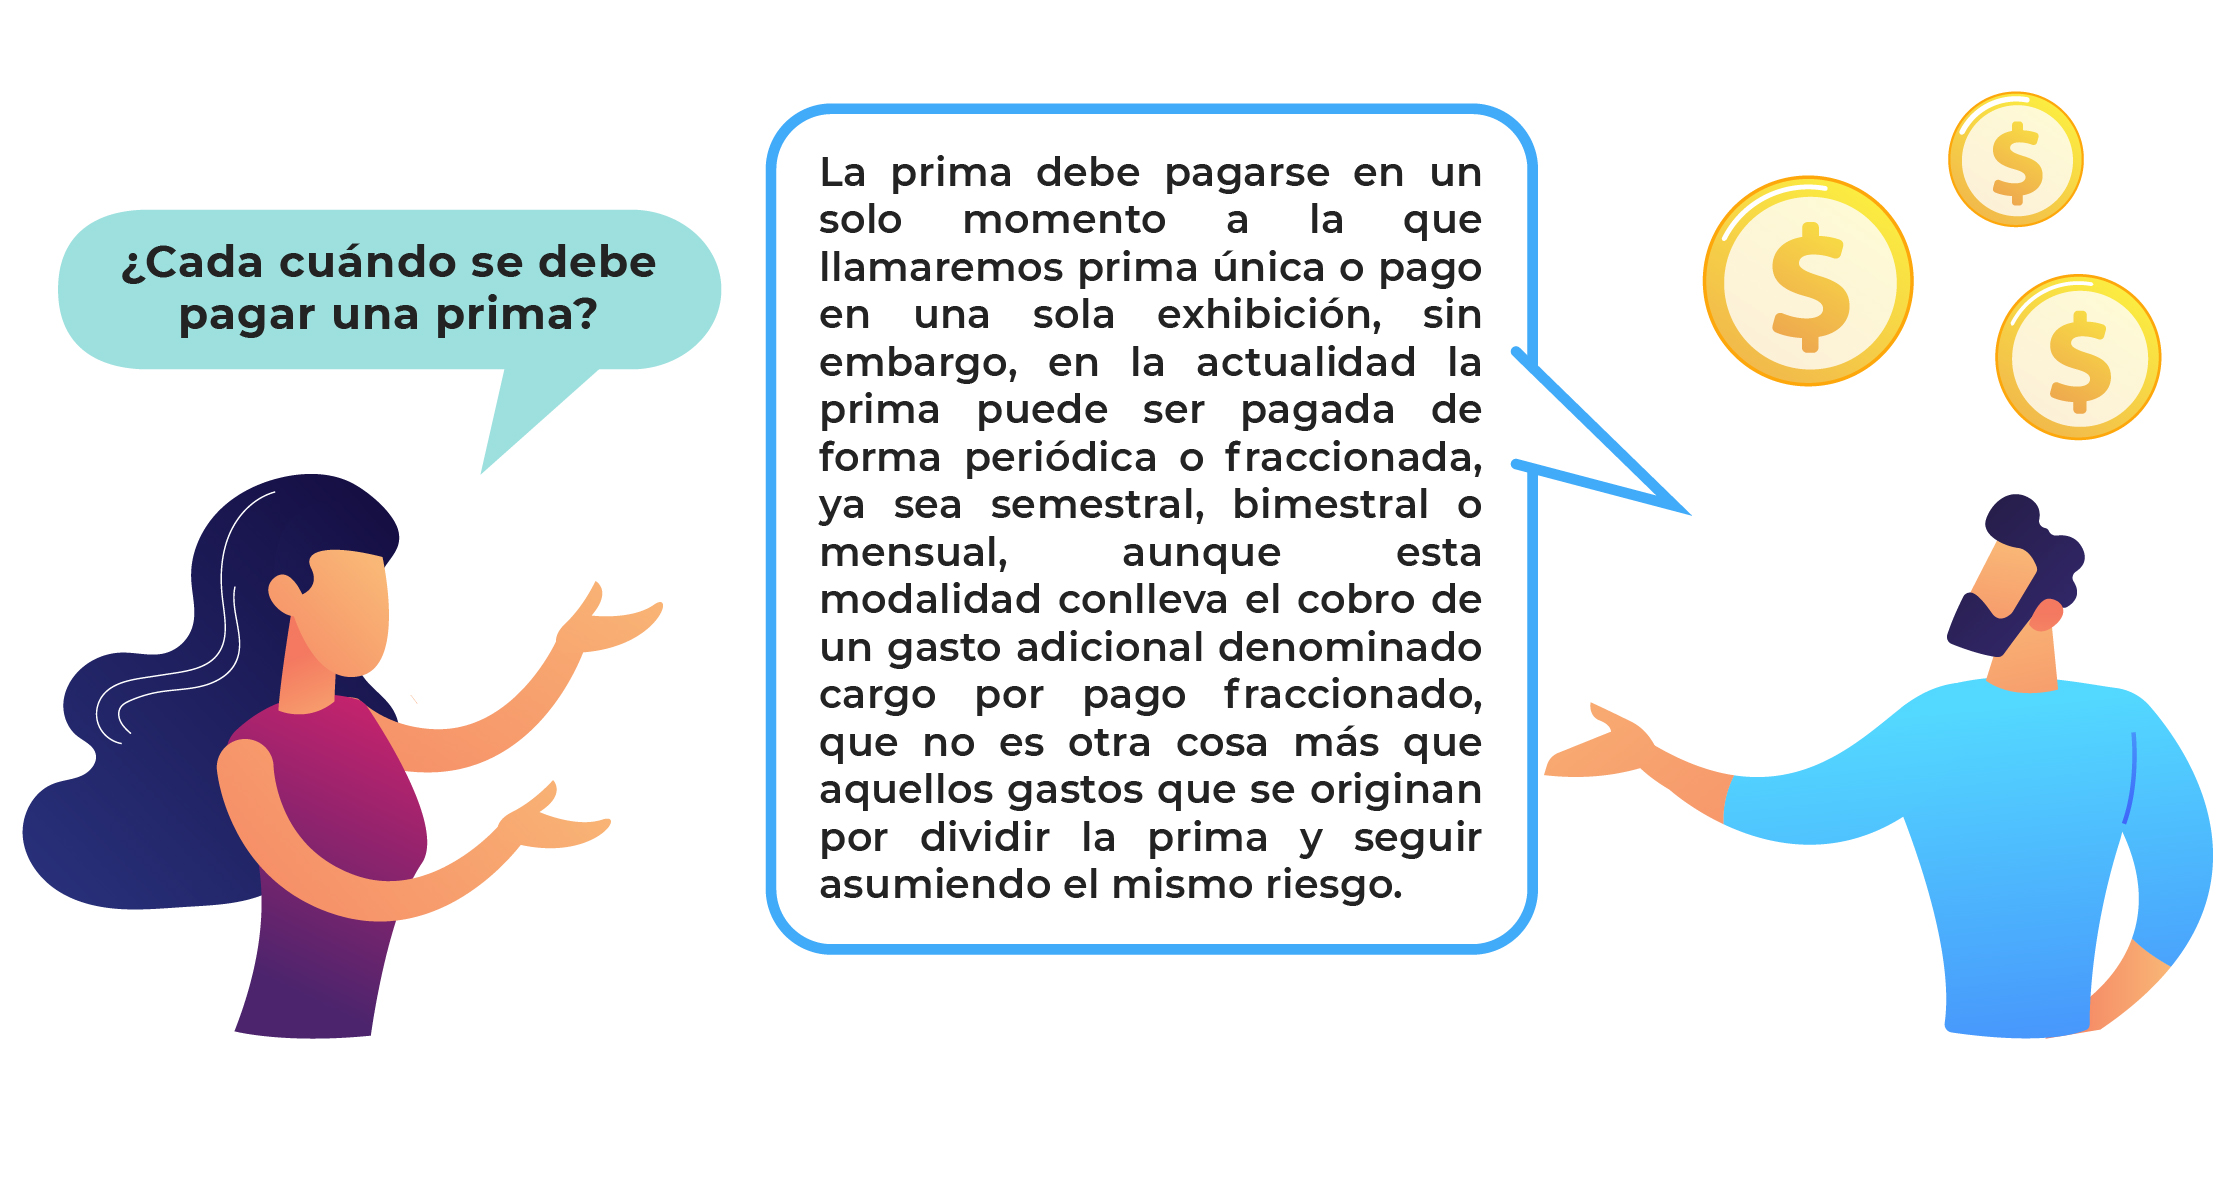 ¿Cada cuándo se debe
pagar una prima?
La prima debe pagarse en un
solo momento a la que
llamaremos prima única o pago
en una sola exhibición, sin
embargo, en la actualidad la
prima puede ser pagada de
forma periódica o fraccionada,
ya sea semestral, bimestral o
mensual, aunque esta
modalidad conlleva el cobro de
un gasto adicional denominado
cargo por pago fraccionado,
que no es otra cosa más que
aquellos gastos que se originan
por dividir la prima y seguir
asumiendo el mismo riesgo.
$
$
$